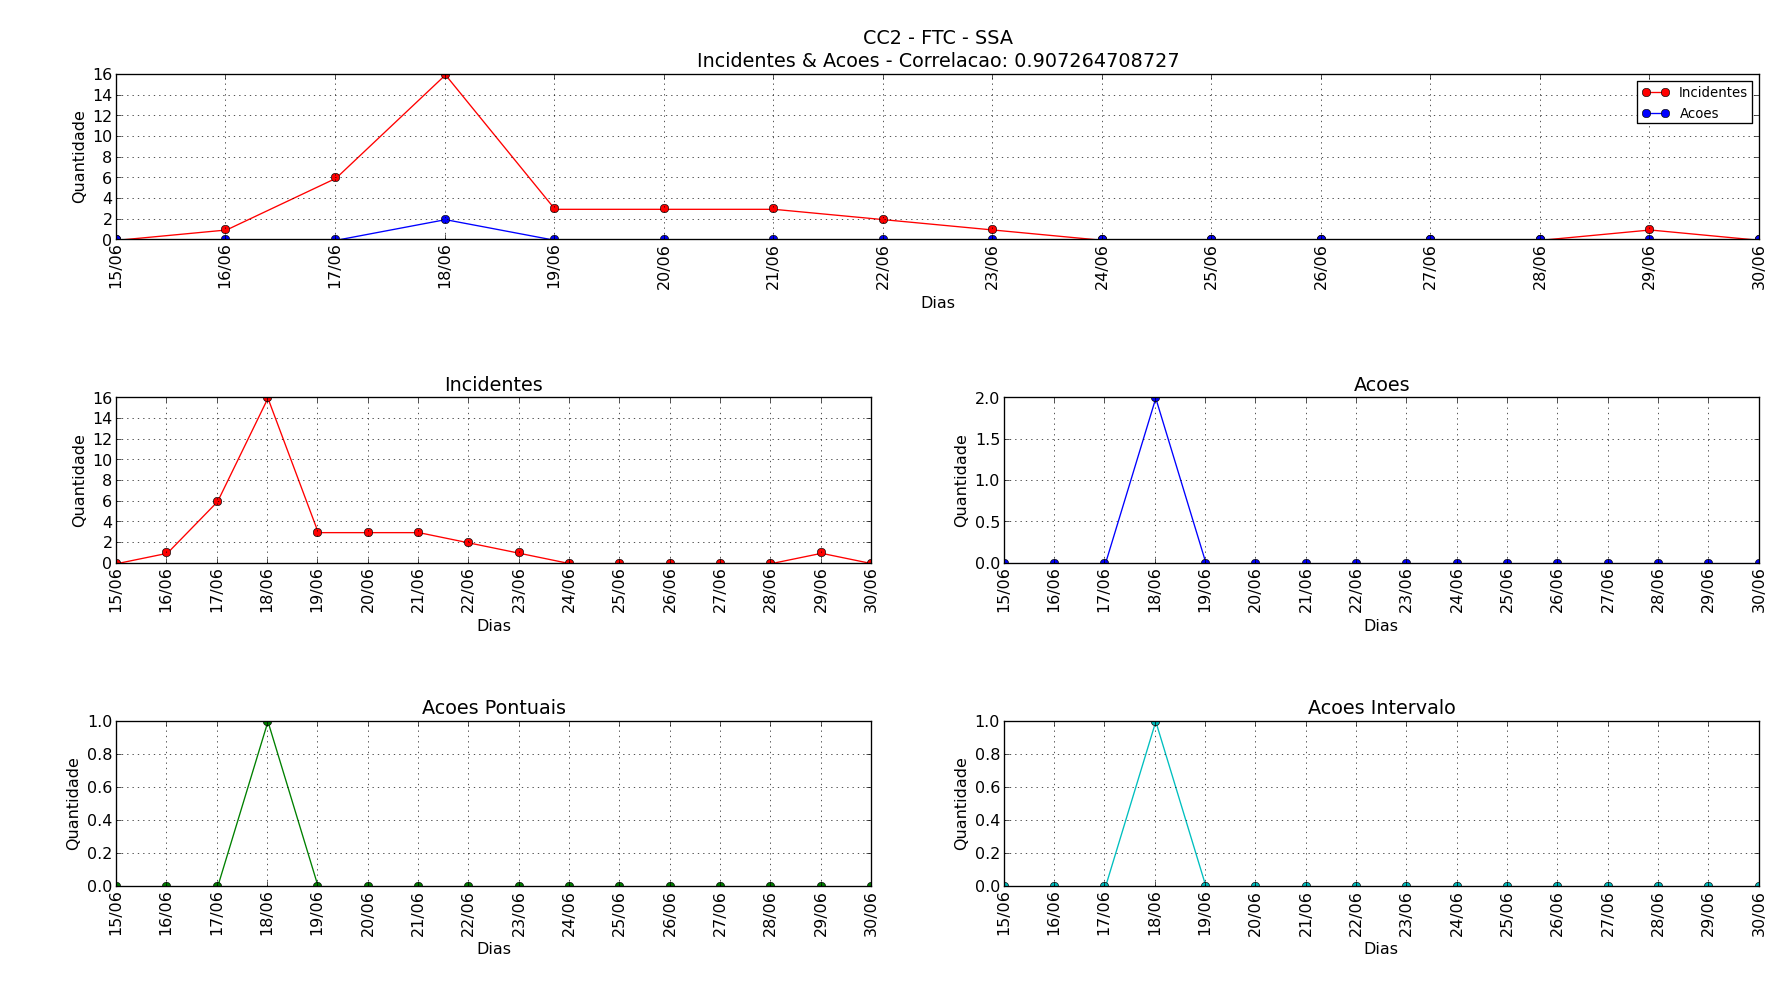 CC2 - FTC - SSA
Incidentes & Acoes - Correlacao: 0.907264708727
Quantidade
16
14
12
10
8
6
4
2
0
Incidentes
Acoes
15/06 16/06 17/06 18/06 19/06 20/06 21/06 22/06 23/06 24/06 25/06 26/06 27/06 28/06 29/06 30/06
Dias
Incidentes
Quantidade
16
14
12
10
8
6
4
2
0
15/06 16/06 17/06 18/06 19/06 20/06 21/06 22/06 23/06 24/06 25/06 26/06 27/06 28/06 29/06 30/06
Dias
Acoes
Quantidade
2.0
1.5
1.0
0.5
0.0
15/06 16/06 17/06 18/06 19/06 20/06 21/06 22/06 23/06 24/06 25/06 26/06 27/06 28/06 29/06 30/06
Dias
Acoes Pontuais
Quantidade
1.0
0.8
0.6
0.4
0.2
0.0
15/06 16/06 17/06 18/06 19/06 20/06 21/06 22/06 23/06 24/06 25/06 26/06 27/06 28/06 29/06 30/06
Dias
Acoes Intervalo
Quantidade
1.0
0.8
0.6
0.4
0.2
0.0
15/06 16/06 17/06 18/06 19/06 20/06 21/06 22/06 23/06 24/06 25/06 26/06 27/06 28/06 29/06 30/06
Dias